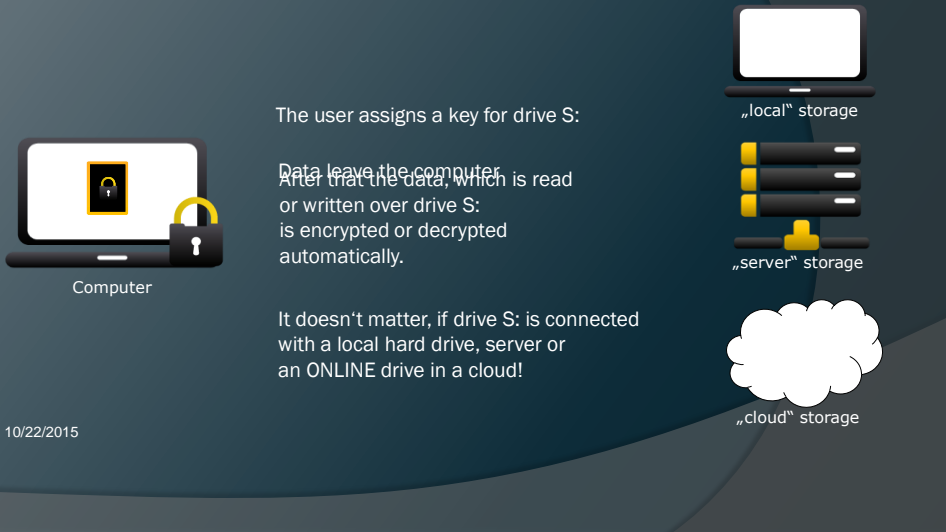 „local“ storage
The user assigns a key for drive S:
Data leave the computer
After that the data, which is read
or written over drive S:
is encrypted or decrypted
automatically.
„server“ storage
Computer
It doesn‘t matter, if drive S: is connected
with a local hard drive, server or
an ONLINE drive in a cloud!
„cloud“ storage
10/22/2015